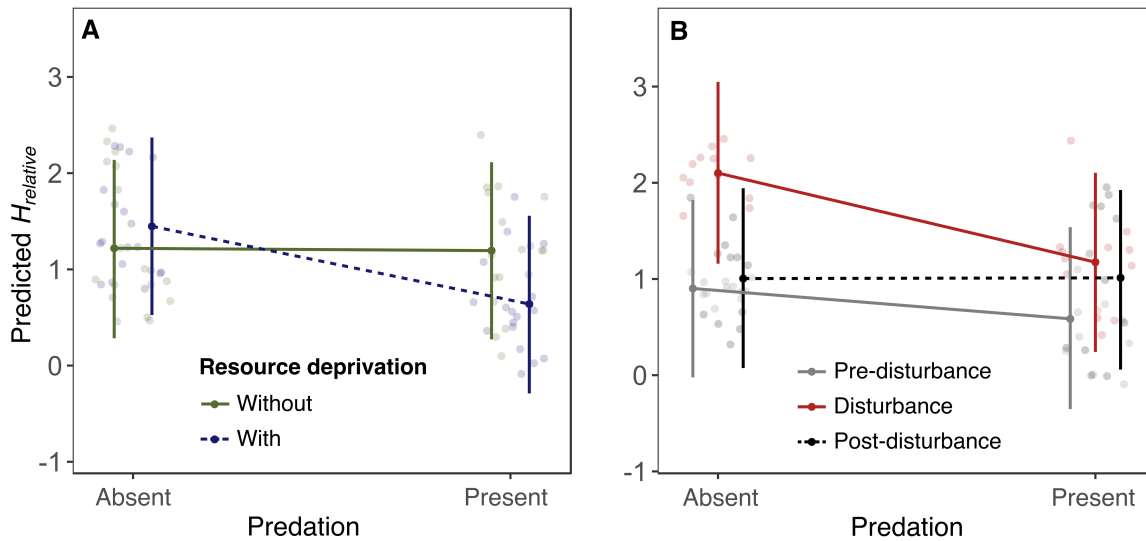 A
3
2
1
0
-1
Predicted Hrelative
Resource deprivation
Without
With
Absent
Present
Predation
B
3
2
1
0
-1
Pre-disturbance
Disturbance
Post-disturbance
Absent
Present
Predation